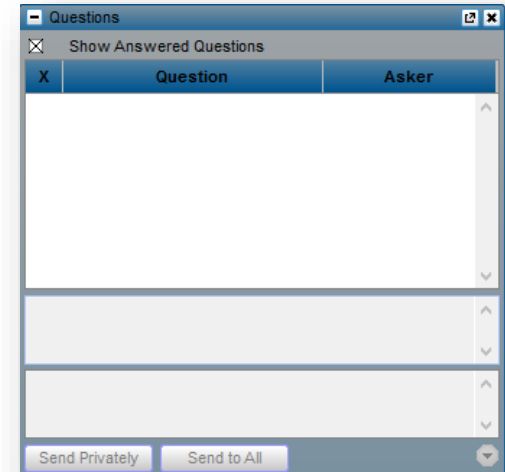 Questions
Show Answered Questions
X Question Asker
Send Privately Send to All